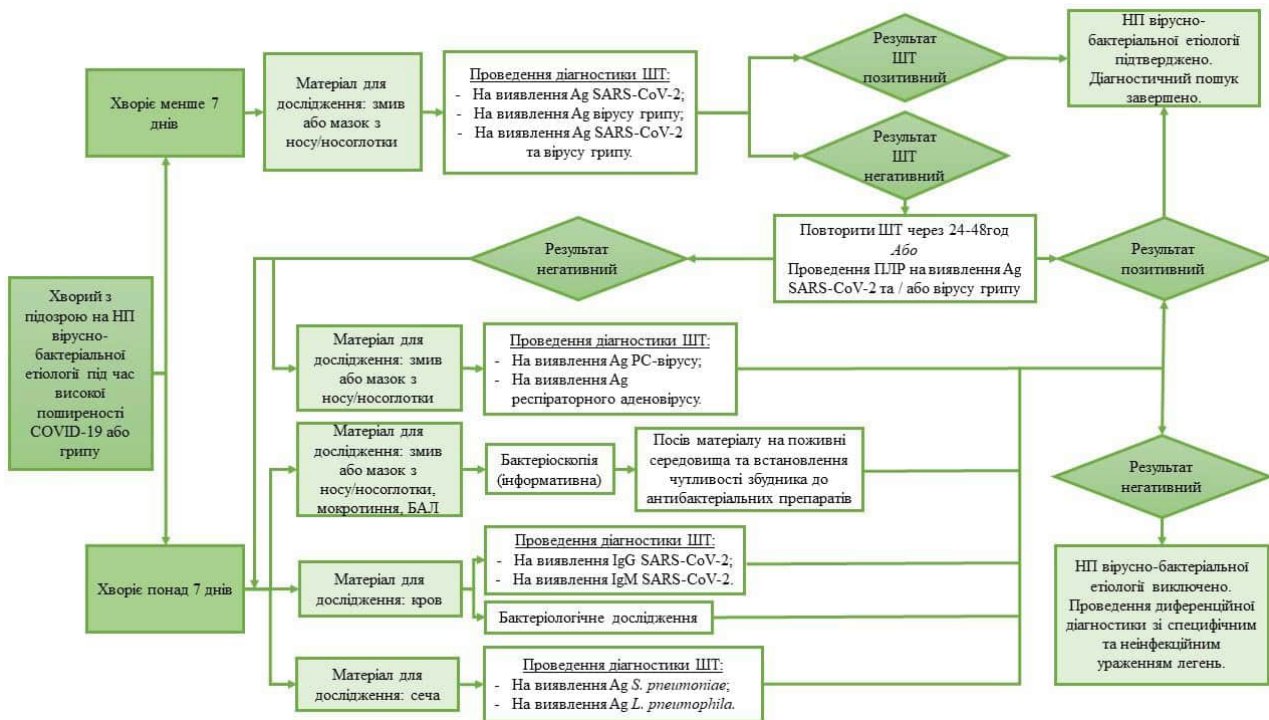 Хворий з
підозрою на НП
вірусно-
бактеріальної
етіології під час
високої
поширеності
COVID-19 або
грипу
Хворіє менше 7
днів
Матеріал для
дослідження: змив
або мазок з
носу/носоглотки
Проведення діагностики ШТ:
- На виявлення Ag SARS-CoV-2;
- На виявлення Ag вірусу грипу;
- На виявлення Ag SARS-CoV-2
та вірусу грипу.
Результат
ШТ
позитивний
НП вірусно-
бактеріальної етіології
підтверджено.
Діагностичний пошук
завершено.
Результат
ШТ
негативний
Повторити ШТ через 24-48год
Або
Проведення ПЛР на виявлення Ag
SARS-CoV-2 та / або вірусу грипу
Результат
негативний
Результат
позитивний
Матеріал для
дослідження: змив
або мазок з
носу/носоглотки
Проведення діагностики ШТ:
- На виявлення Ag РС-вірусу;
- На виявлення Ag
респіраторного аденовірусу.
Матеріал для
дослідження: змив
або мазок з
носу/носоглотки,
мокротиння, БАЛ
Бактеріоскопія
(інформативна)
Посів матеріалу на поживні
середовища та встановлення
чутливості збудника до
антибактеріальних препаратів
Результат
негативний
Хворіє понад 7 днів
Матеріал для
дослідження: кров
Проведення діагностики ШТ:
- На виявлення IgG SARS-CoV-2;
- На виявлення IgM SARS-CoV-2.
Бактеріологічне дослідження
НП вірусно-бактеріальної
етіології виключено.
Проведення диференційної
діагностики зі специфічним
та неінфекційним
ураженням легень.
Матеріал для
дослідження: сеча
Проведення діагностики ШТ:
- На виявлення Ag S. pneumoniae;
- На виявлення Ag L. pneumophila.